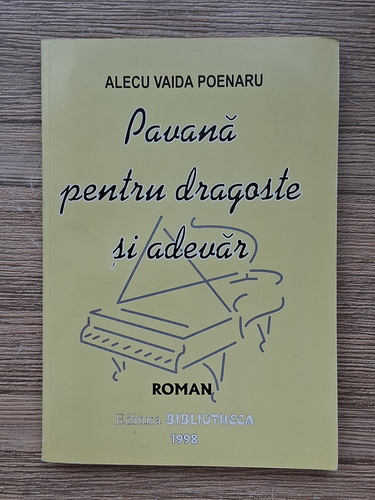 ALECU VAIDA POENARU
Pavană
pentru dragoste
și adevăr
ROMAN
Editura BIBLIOTHECA
1998